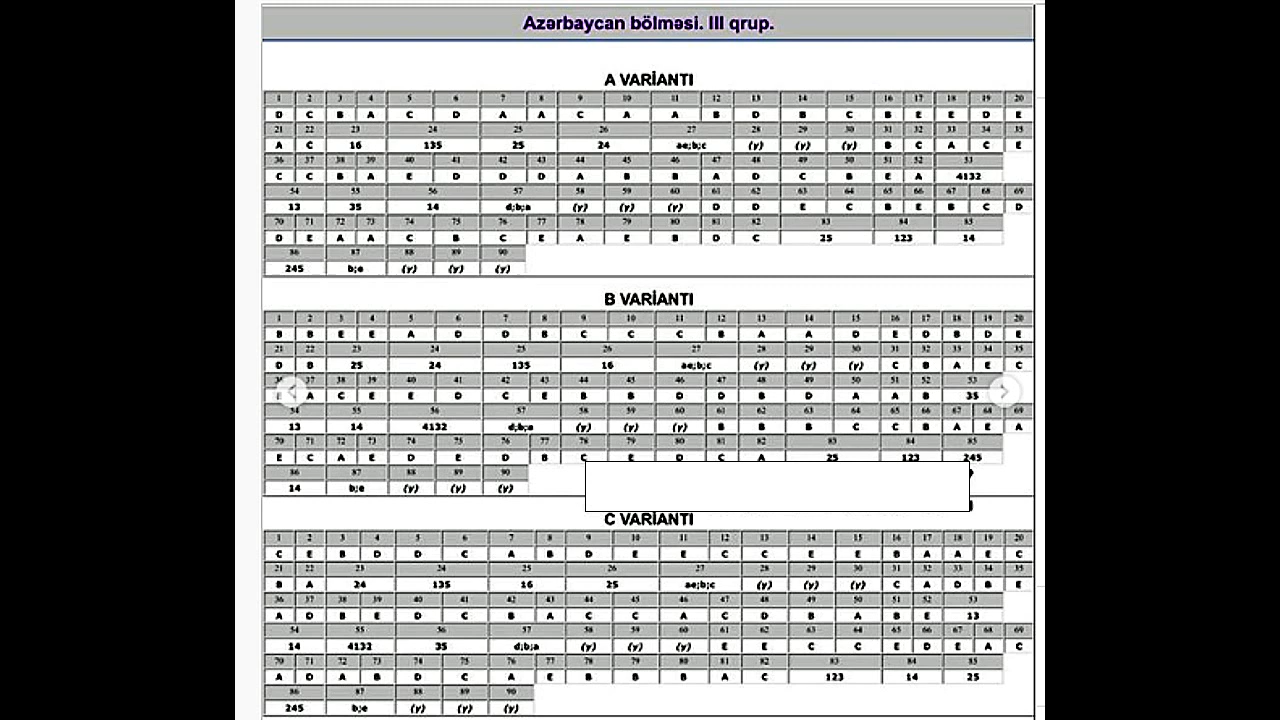 Azərbaycan bölməsi. III qrup.
A VARİANTI
1 2 3 4 5 6 7 8 9 10 11 12 13 14 15 16 17 18 19 20
D C B A C D A A C A A B D B C B E E D E
21 22 23 24 25 26 27 28 29 30 31 32 33 34 35
A C 16 135 25 24 ae;b;c (y) (y) (y) B C A C E
36 37 38 39 40 41 42 43 44 45 46 47 48 49 50 51 52 53
C C B A E D D D A B B A D C B E A 4132
54 55 56 57 58 59 60 61 62 63 64 65 66 67 68 69
13 35 14 d;b;a (y) (y) (y) D D E C B E B C D
70 71 72 73 74 75 76 77 78 79 80 81 82 83 84 85
D E A A C B C E A E B D C 25 123 14
86 87 88 89 90
245 b;e (y) (y) (y)
B VARİANTI
1 2 3 4 5 6 7 8 9 10 11 12 13 14 15 16 17 18 19 20
B B E E A D D B C C C B A A D E D B D E
21 22 23 24 25 26 27 28 29 30 31 32 33 34 35
D B 25 24 135 16 ae;b;c (y) (y) (y) C B A E C
37 38 39 40 41 42 43 44 45 46 47 48 49 50 51 52 53
A C E E D C E B B D D B D A A B 35
54 55 56 57 58 59 60 61 62 63 64 65 66 67 68 69
13 14 4132 d;b;a (y) (y) (y) B B B C C B A E A
70 71 72 73 74 75 76 77 78 79 80 81 82 83 84 85
E C A E D E D B C E D C A 25 123 245
86 87 88 89 90
14 b;e (y) (y) (y)
C VARİANTI
1 2 3 4 5 6 7 8 9 10 11 12 13 14 15 16 17 18 19 20
C E B D D C A B D E E C C E E B A A E C
21 22 23 24 25 26 27 28 29 30 31 32 33 34 35
B A 24 135 16 25 ae;b;c (y) (y) (y) C A D B E
36 37 38 39 40 41 42 43 44 45 46 47 48 49 50 51 52 53
A D B E D C B A C C A C D B A B E 13
54 55 56 57 58 59 60 61 62 63 64 65 66 67 68 69
14 4132 35 d;b;a (y) (y) (y) E E C C E D E A C
70 71 72 73 74 75 76 77 78 79 80 81 82 83 84 85
A D A B D C A E B B B A C 123 14 25
86 87 88 89 90
245 b;e (y) (y) (y)